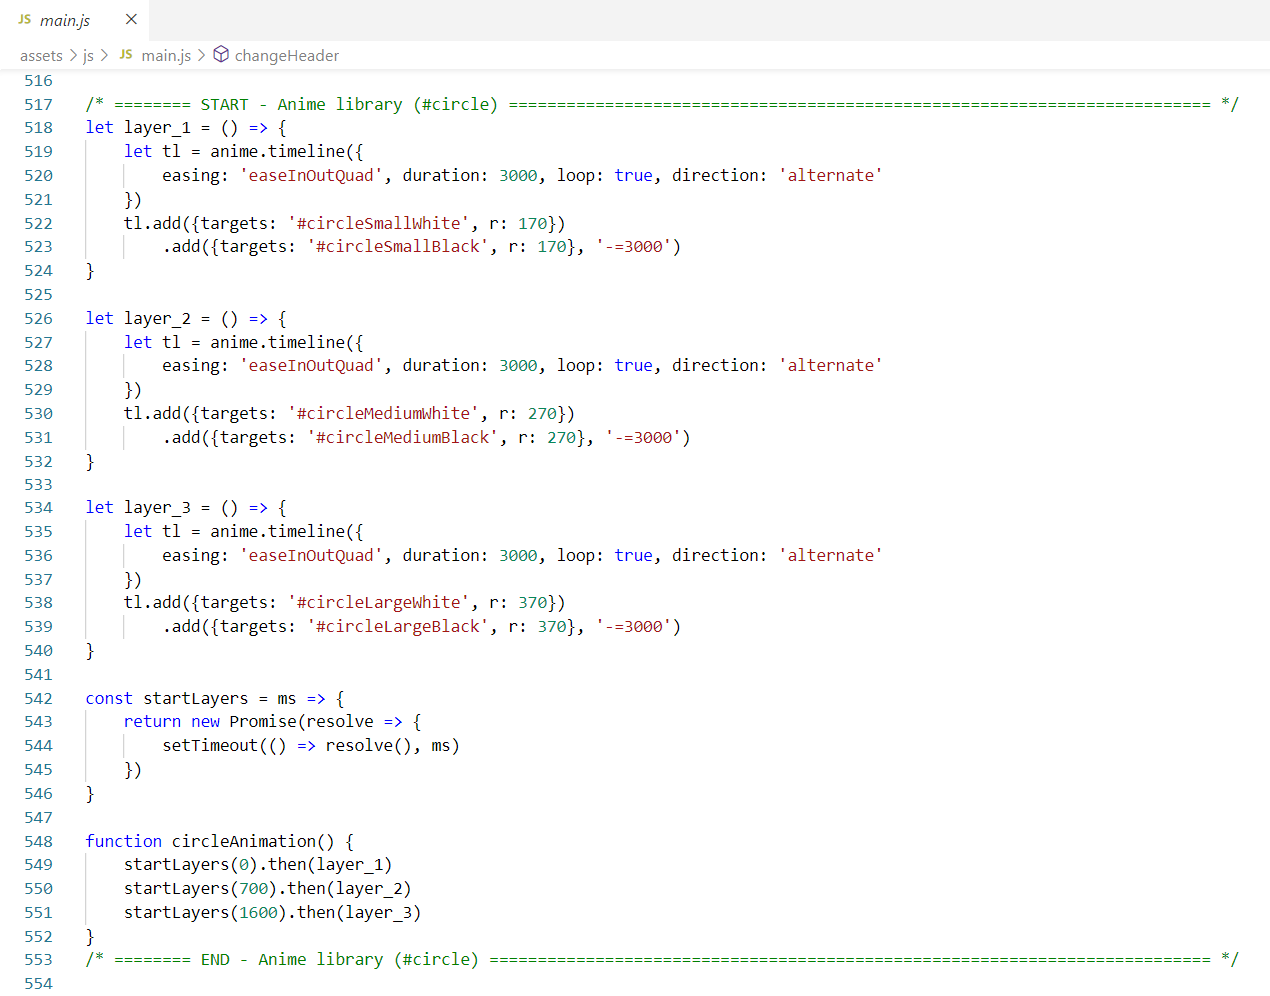 JS main.js ×
assets > js > JS main.js > changeHeader
516
517 /* ======== START - Anime library (#circle) ========================================================================= */
518 let layer_1 = () => {
519     let tl = anime.timeline({
520         easing: 'easeInOutQuad', duration: 3000, loop: true, direction: 'alternate'
521     })
522     tl.add({targets: '#circleSmallWhite', r: 170})
523         .add({targets: '#circleSmallBlack', r: 170}, '-=3000')
524 }
525
526 let layer_2 = () => {
527     let tl = anime.timeline({
528         easing: 'easeInOutQuad', duration: 3000, loop: true, direction: 'alternate'
529     })
530     tl.add({targets: '#circleMediumWhite', r: 270})
531         .add({targets: '#circleMediumBlack', r: 270}, '-=3000')
532 }
533
534 let layer_3 = () => {
535     let tl = anime.timeline({
536         easing: 'easeInOutQuad', duration: 3000, loop: true, direction: 'alternate'
537     })
538     tl.add({targets: '#circleLargeWhite', r: 370})
539         .add({targets: '#circleLargeBlack', r: 370}, '-=3000')
540 }
541
542 const startLayers = ms => {
543     return new Promise(resolve => {
544         setTimeout(() => resolve(), ms)
545     })
546 }
547
548 function circleAnimation() {
549     startLayers(0).then(layer_1)
550     startLayers(700).then(layer_2)
551     startLayers(1600).then(layer_3)
552 }
553 /* ======== END - Anime library (#circle) =========================================================================== */
554